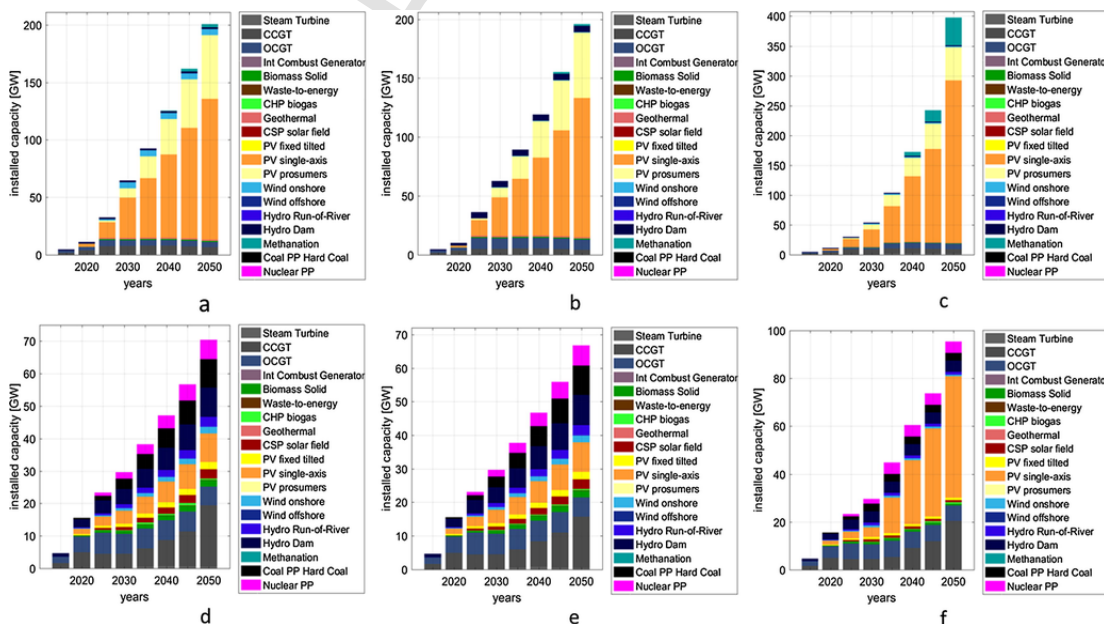 200
150
100
50
0
installed capacity [GW]
2020 2030 2040 2050
years
Steam Turbine
CCGT
OCGT
Int Combust Generator
Biomass Solid
Waste-to-energy
CHP biogas
Geothermal
CSP solar field
PV fixed tilted
PV single-axis
PV prosumers
Wind onshore
Wind offshore
Hydro Run-of-River
Hydro Dam
Methanation
Coal PP Hard Coal
Nuclear PP
a
200
150
100
50
0
installed capacity [GW]
2020 2030 2040 2050
years
Steam Turbine
CCGT
OCGT
Int Combust Generator
Biomass Solid
Waste-to-energy
CHP biogas
Geothermal
CSP solar field
PV fixed tilted
PV single-axis
PV prosumers
Wind onshore
Wind offshore
Hydro Run-of-River
Hydro Dam
Methanation
Coal PP Hard Coal
Nuclear PP
b
400
350
300
250
200
150
100
50
0
installed capacity [GW]
2020 2030 2040 2050
years
Steam Turbine
CCGT
OCGT
Int Combust Generator
Biomass Solid
Waste-to-energy
CHP biogas
Geothermal
CSP solar field
PV fixed tilted
PV single-axis
PV prosumers
Wind onshore
Wind offshore
Hydro Run-of-River
Hydro Dam
Methanation
Coal PP Hard Coal
Nuclear PP
c
70
60
50
40
30
20
10
0
installed capacity [GW]
2020 2030 2040 2050
years
Steam Turbine
CCGT
OCGT
Int Combust Generator
Biomass Solid
Waste-to-energy
CHP biogas
Geothermal
CSP solar field
PV fixed tilted
PV single-axis
PV prosumers
Wind onshore
Wind offshore
Hydro Run-of-River
Hydro Dam
Methanation
Coal PP Hard Coal
Nuclear PP
d
70
60
50
40
30
20
10
0
installed capacity [GW]
2020 2030 2040 2050
years
Steam Turbine
CCGT
OCGT
Int Combust Generator
Biomass Solid
Waste-to-energy
CHP biogas
Geothermal
CSP solar field
PV fixed tilted
PV single-axis
PV prosumers
Wind onshore
Wind offshore
Hydro Run-of-River
Hydro Dam
Methanation
Coal PP Hard Coal
Nuclear PP
e
100
80
60
40
20
0
installed capacity [GW]
2020 2030 2040 2050
years
Steam Turbine
CCGT
OCGT
Int Combust Generator
Biomass Solid
Waste-to-energy
CHP biogas
Geothermal
CSP solar field
PV fixed tilted
PV single-axis
PV prosumers
Wind onshore
Wind offshore
Hydro Run-of-River
Hydro Dam
Methanation
Coal PP Hard Coal
Nuclear PP
f